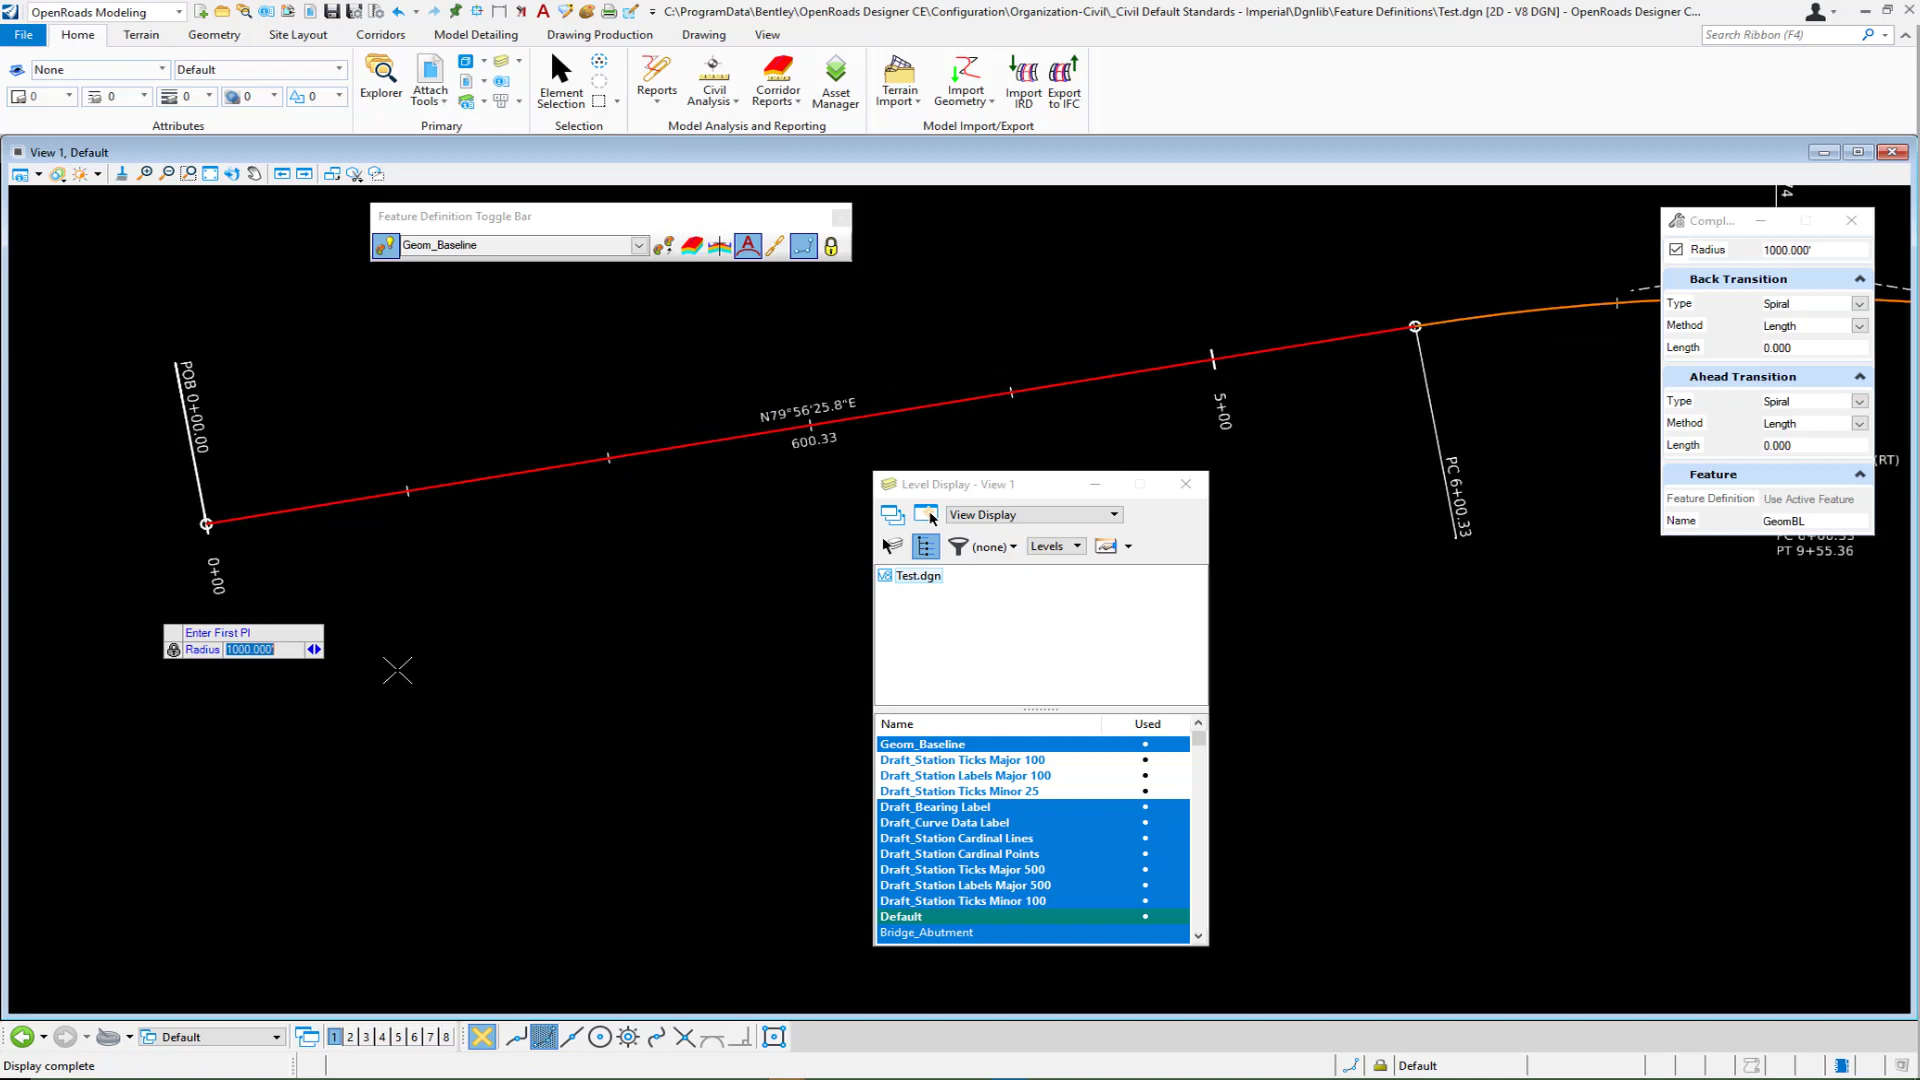 OpenRoads Modeling
C:\ProgramData\Bentley\OpenRoads Designer CE\Configuration\Organization-Civil\_Civil Default Standards - Imperial\Dgnlib\Feature Definitions\Test.dgn [2D - V8 DGN] - OpenRoads Designer C...
File Home Terrain Geometry Site Layout Corridors Model Detailing Drawing Production Drawing View
Search Ribbon (F4)
None Default
0 0 0 0 0
Attributes
Explorer
Attach Tools
Primary
Element Selection
Selection
Reports
Civil Analysis
Corridor Reports
Asset Manager
Model Analysis and Reporting
Terrain Import
Import Geometry
Import IRD
Export to IFC
Model Import/Export
View 1, Default
Feature Definition Toggle Bar
Geom_Baseline
74
Compl...
Radius 1000.000'
Back Transition
Type Spiral
Method Length
Length 0.000
Ahead Transition
Type Spiral
Method Length
Length 0.000
Feature
Feature Definition Use Active Feature
Name GeomBL
(RT)
PT 9+55.36
POB 0+00.00
0+00
N79°56'25.8"E
600.33
5+00
PC 6+00.33
Enter First PI
Radius 1000.000'
Level Display - View 1
View Display
(none) Levels
Test.dgn
Name Used
Geom_Baseline
Draft_Station Ticks Major 100
Draft_Station Labels Major 100
Draft_Station Ticks Minor 25
Draft_Bearing Label
Draft_Curve Data Label
Draft_Station Cardinal Lines
Draft_Station Cardinal Points
Draft_Station Ticks Major 500
Draft_Station Labels Major 500
Draft_Station Ticks Minor 100
Default
Bridge_Abutment
Default
1 2 3 4 5 6 7 8
Display complete
Default